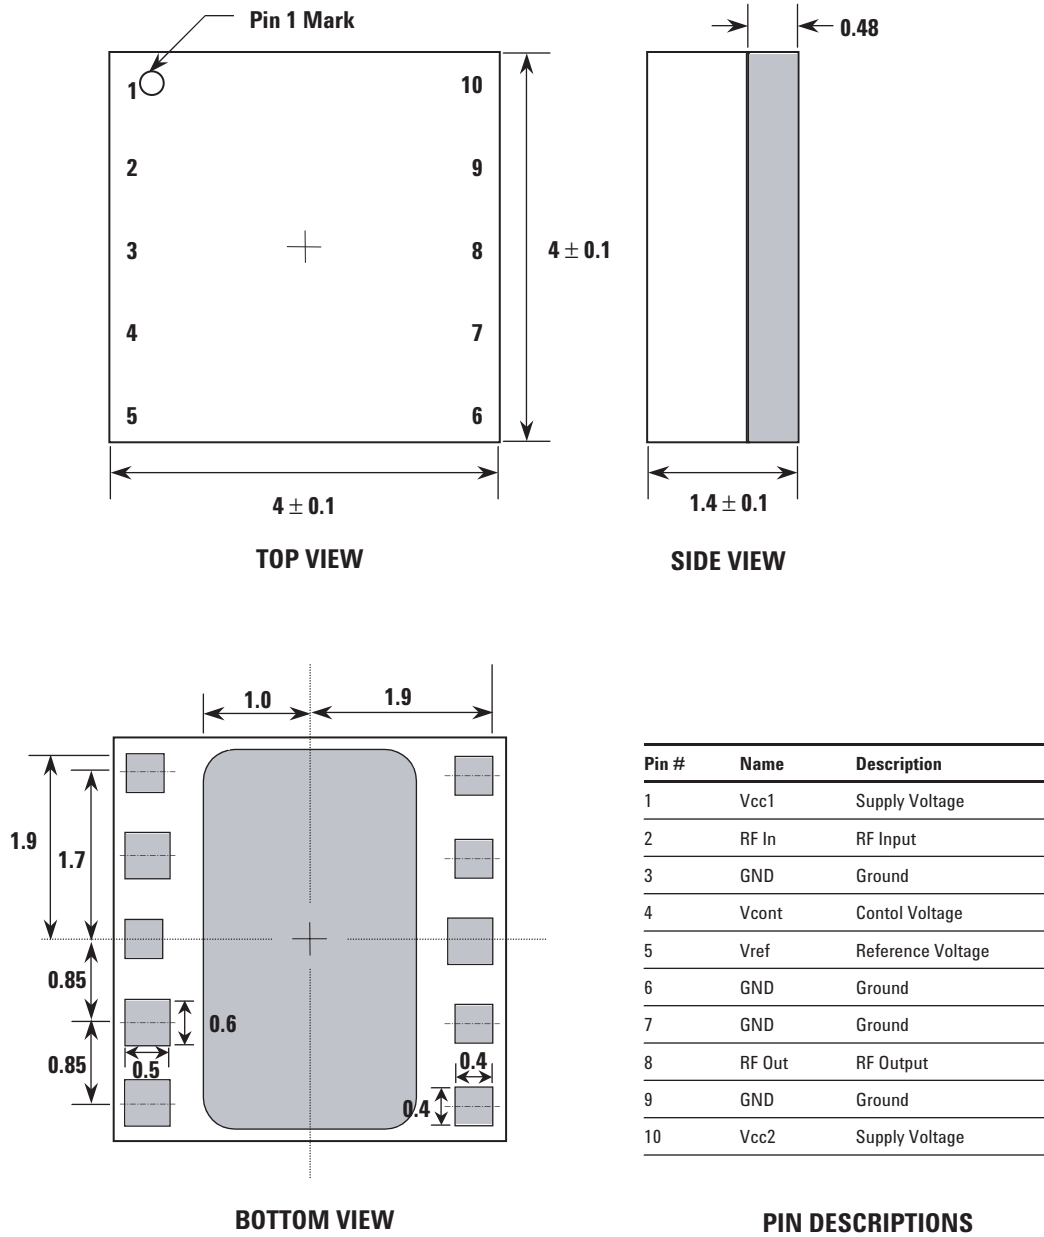 Pin 1 Mark
0.48
1
10
2
9
3
8
4 ± 0.1
4
7
5
6
4 ± 0.1
1.4 ± 0.1
TOP VIEW
SIDE VIEW
1.0
1.9
1.9
1.7
0.85
0.6
0.85
0.5
0.4
0.4
BOTTOM VIEW
Pin # Name Description
1 Vcc1 Supply Voltage
2 RF In RF Input
3 GND Ground
4 Vcont Contol Voltage
5 Vref Reference Voltage
6 GND Ground
7 GND Ground
8 RF Out RF Output
9 GND Ground
10 Vcc2 Supply Voltage
PIN DESCRIPTIONS